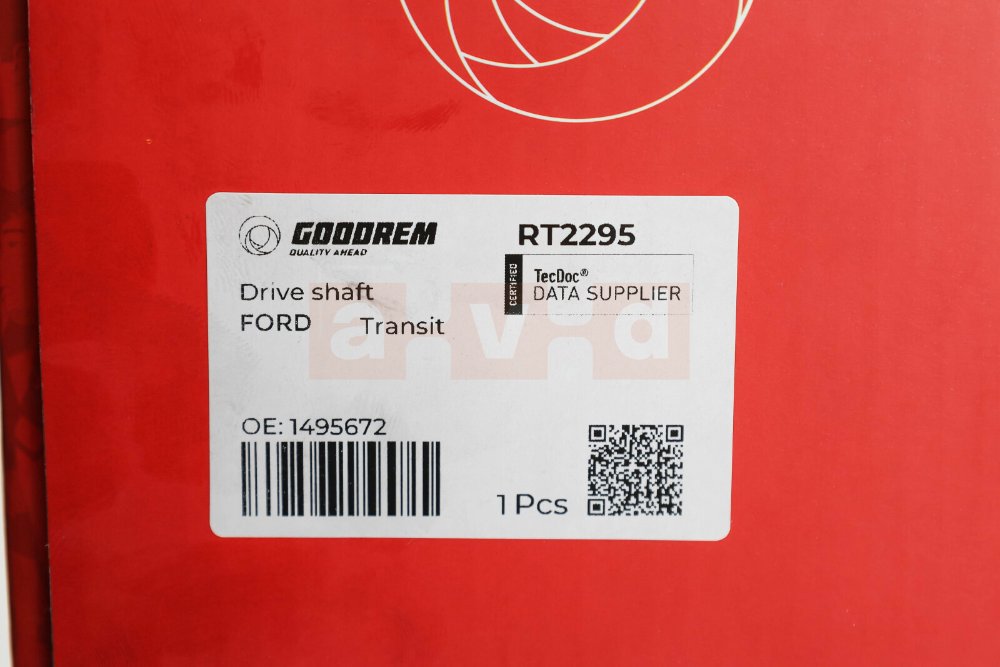 GOODREM
QUALITY AHEAD
RT2295
CERTIFIED
TecDoc®
DATA SUPPLIER
Drive shaft
FORD Transit
a.v.d
OE: 1495672
1 Pcs